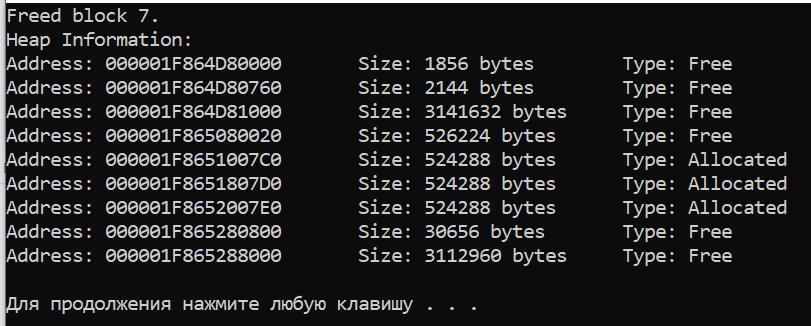 Freed block 7.
Heap Information:
Address: 000001F864D80000 Size: 1856 bytes Type: Free
Address: 000001F864D80760 Size: 2144 bytes Type: Free
Address: 000001F864D81000 Size: 3141632 bytes Type: Free
Address: 000001F865080020 Size: 526224 bytes Type: Free
Address: 000001F8651007C0 Size: 524288 bytes Type: Allocated
Address: 000001F8651807D0 Size: 524288 bytes Type: Allocated
Address: 000001F8652007E0 Size: 524288 bytes Type: Allocated
Address: 000001F865280800 Size: 30656 bytes Type: Free
Address: 000001F865288000 Size: 3112960 bytes Type: Free
Для продолжения нажмите любую клавишу . . .